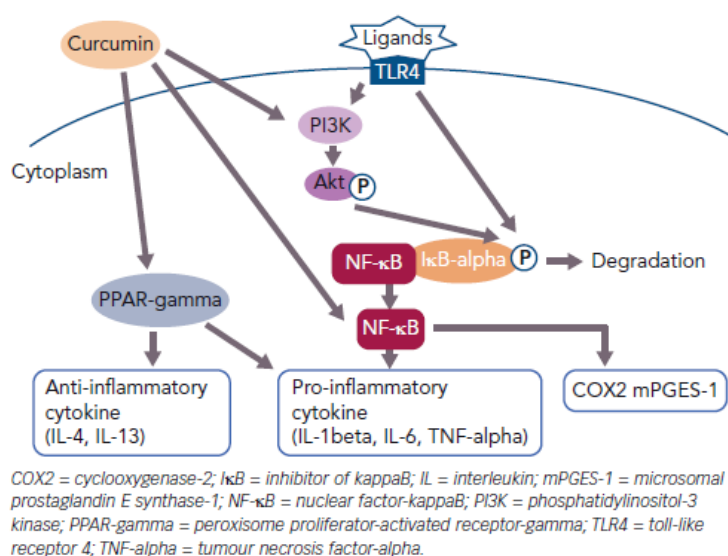 Curcumin
Ligands
TLR4
PI3K
Cytoplasm
Akt P
NF-κB IκB-alpha P Degradation
PPAR-gamma
NF-κB
Anti-inflammatory
cytokine
(IL-4, IL-13)
Pro-inflammatory
cytokine
(IL-1beta, IL-6, TNF-alpha)
COX2 mPGES-1
COX2 = cyclooxygenase-2; IκB = inhibitor of kappaB; IL = interleukin; mPGES-1 = microsomal
prostaglandin E synthase-1; NF-κB = nuclear factor-kappaB; PI3K = phosphatidylinositol-3
kinase; PPAR-gamma = peroxisome proliferator-activated receptor-gamma; TLR4 = toll-like
receptor 4; TNF-alpha = tumour necrosis factor-alpha.